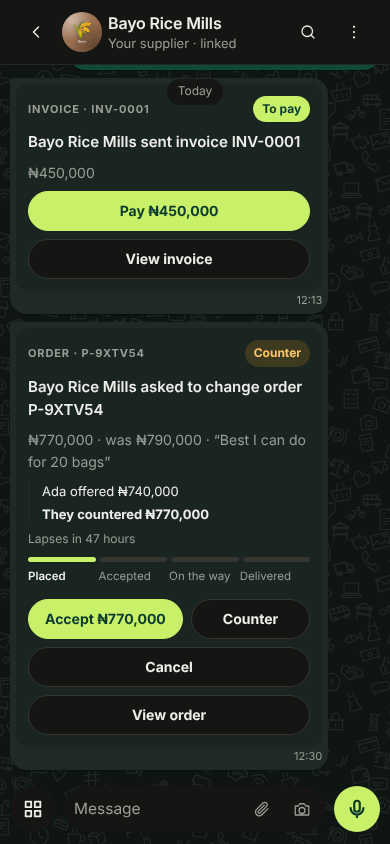 Bayo Rice Mills
Your supplier · linked
Today
INVOICE · INV-0001
To pay
Bayo Rice Mills sent invoice INV-0001
₦450,000
Pay ₦450,000
View invoice
12:13
ORDER · P-9XTV54
Counter
Bayo Rice Mills asked to change order
P-9XTV54
₦770,000 · was ₦790,000 · “Best I can do
for 20 bags”
Ada offered ₦740,000
They countered ₦770,000
Lapses in 47 hours
Placed Accepted On the way Delivered
Accept ₦770,000 Counter
Cancel
View order
12:30
Message